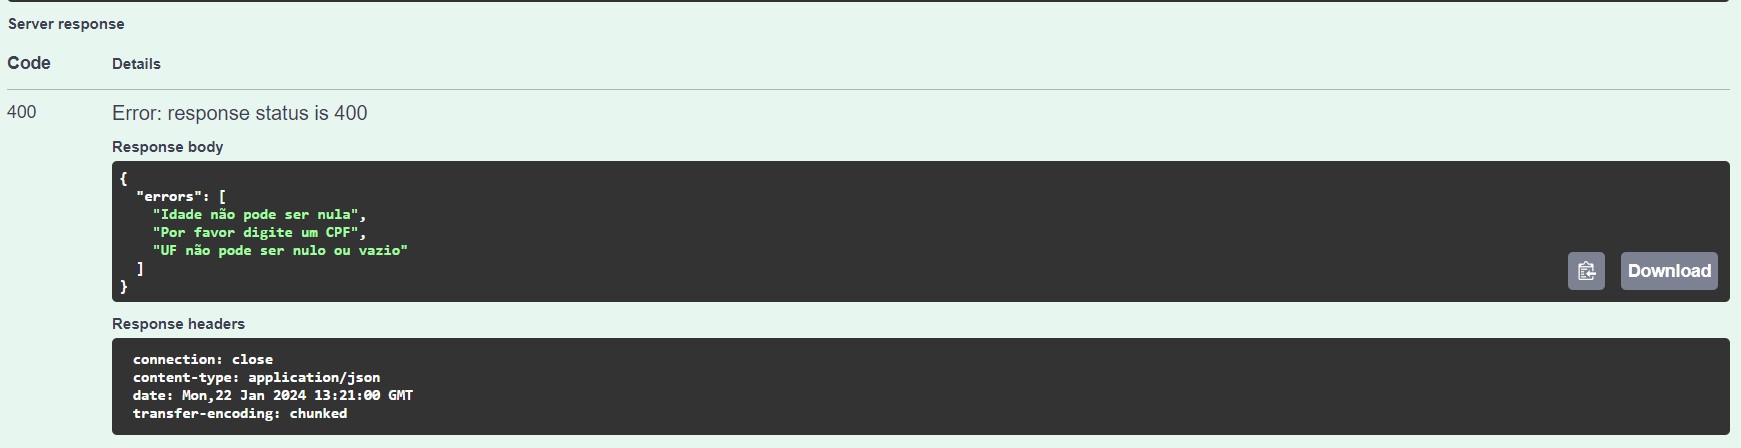 Server response
Code Details
400 Error: response status is 400
Response body
{
"errors": [
"Idade não pode ser nula",
"Por favor digite um CPF",
"UF não pode ser nulo ou vazio"
]
}
Download
Response headers
connection: close
content-type: application/json
date: Mon,22 Jan 2024 13:21:00 GMT
transfer-encoding: chunked